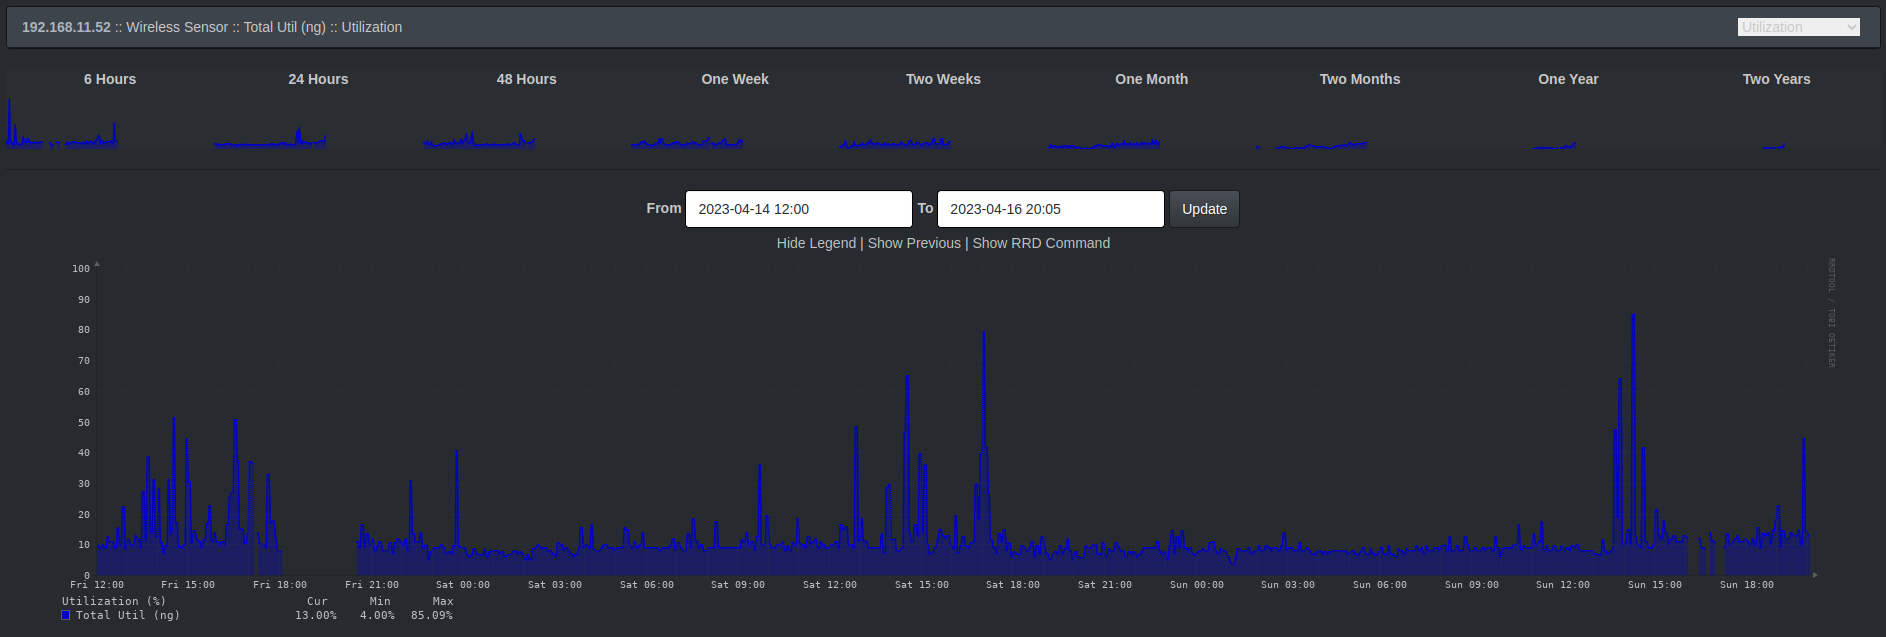 192.168.11.52 :: Wireless Sensor :: Total Util (ng) :: Utilization
Utilization
6 Hours 24 Hours 48 Hours One Week Two Weeks One Month Two Months One Year Two Years
From 2023-04-14 12:00 To 2023-04-16 20:05 Update
Hide Legend | Show Previous | Show RRD Command
RRDTOOL / TOBI OETIKER
100
90
80
70
60
50
40
30
20
10
0
Fri 12:00 Fri 15:00 Fri 18:00 Fri 21:00 Sat 00:00 Sat 03:00 Sat 06:00 Sat 09:00 Sat 12:00 Sat 15:00 Sat 18:00 Sat 21:00 Sun 00:00 Sun 03:00 Sun 06:00 Sun 09:00 Sun 12:00 Sun 15:00 Sun 18:00
Utilization (%) Cur Min Max
Total Util (ng) 13.00% 4.00% 85.09%